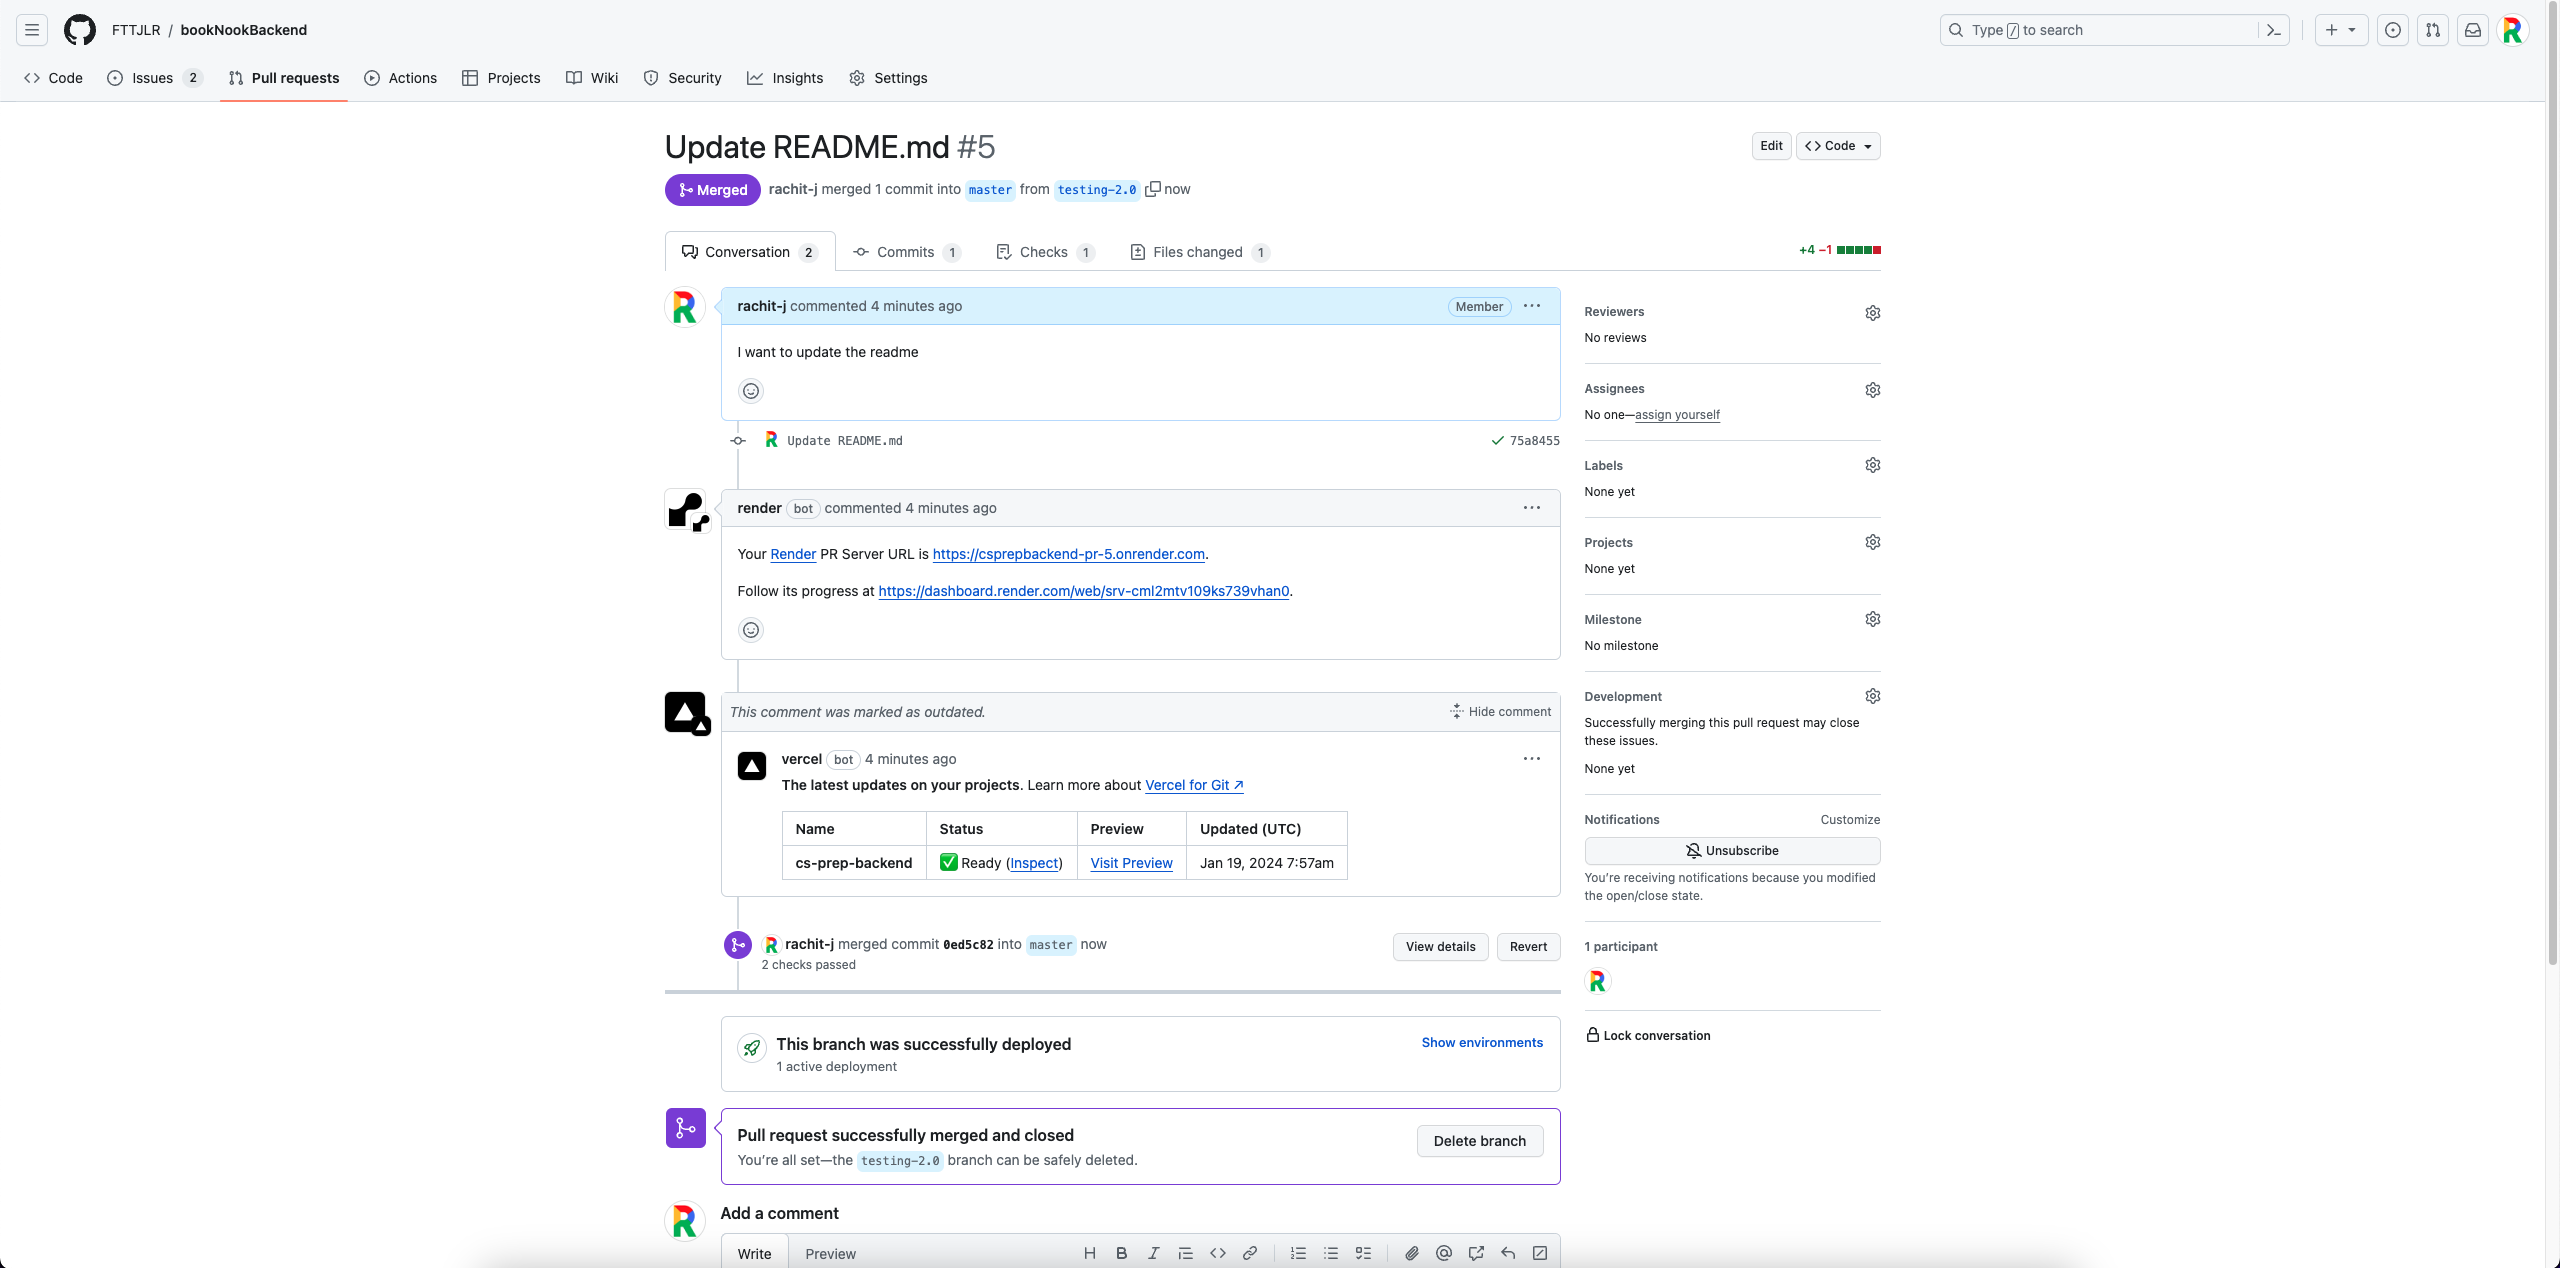 FTTJLR / bookNookBackend
Type / to search
Code
Issues 2
Pull requests
Actions
Projects
Wiki
Security
Insights
Settings
Update README.md #5
Edit
Code
Merged
rachit-j merged 1 commit into master from testing-2.0 now
Conversation 2
Commits 1
Checks 1
Files changed 1
+4 −1
rachit-j commented 4 minutes ago
Member
I want to update the readme
Update README.md
75a8455
render bot commented 4 minutes ago
Your Render PR Server URL is https://csprepbackend-pr-5.onrender.com.
Follow its progress at https://dashboard.render.com/web/srv-cml2mtv109ks739vhan0.
This comment was marked as outdated.
Hide comment
vercel bot 4 minutes ago
The latest updates on your projects. Learn more about Vercel for Git ↗
Name Status Preview Updated (UTC)
cs-prep-backend ✅ Ready (Inspect) Visit Preview Jan 19, 2024 7:57am
rachit-j merged commit 0ed5c82 into master now
2 checks passed
View details
Revert
This branch was successfully deployed
1 active deployment
Show environments
Pull request successfully merged and closed
You're all set—the testing-2.0 branch can be safely deleted.
Delete branch
Add a comment
Write
Preview
Reviewers
No reviews
Assignees
No one—assign yourself
Labels
None yet
Projects
None yet
Milestone
No milestone
Development
Successfully merging this pull request may close
these issues.
None yet
Notifications
Customize
Unsubscribe
You're receiving notifications because you modified
the open/close state.
1 participant
Lock conversation